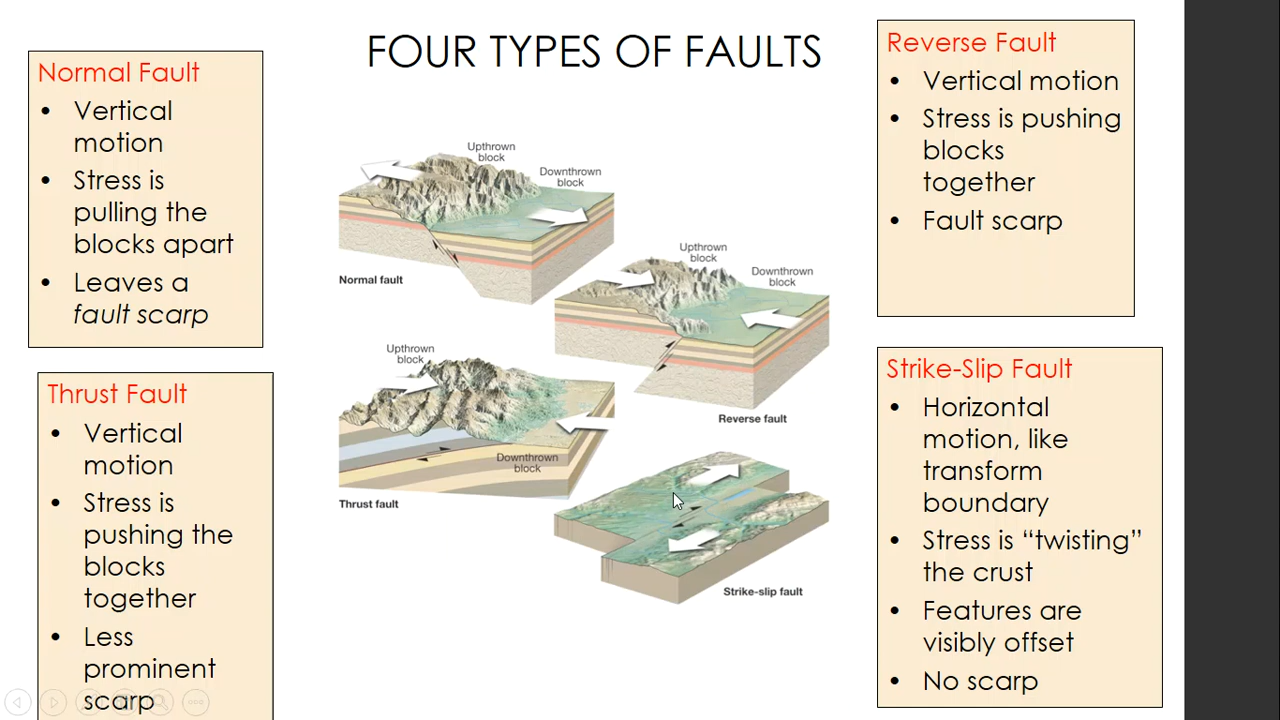 FOUR TYPES OF FAULTS
Normal Fault
• Vertical
motion
• Stress is
pulling the
blocks apart
• Leaves a
fault scarp
Thrust Fault
• Vertical
motion
• Stress is
pushing the
blocks
together
• Less
prominent
scarp
Upthrown
block
Downthrown
block
Normal fault
Upthrown
block
Downthrown
block
Reverse fault
Upthrown
block
Downthrown
block
Thrust fault
Strike-slip fault
Reverse Fault
• Vertical motion
• Stress is pushing
blocks
together
• Fault scarp
Strike-Slip Fault
• Horizontal
motion, like
transform
boundary
• Stress is “twisting”
the crust
• Features are
visibly offset
• No scarp